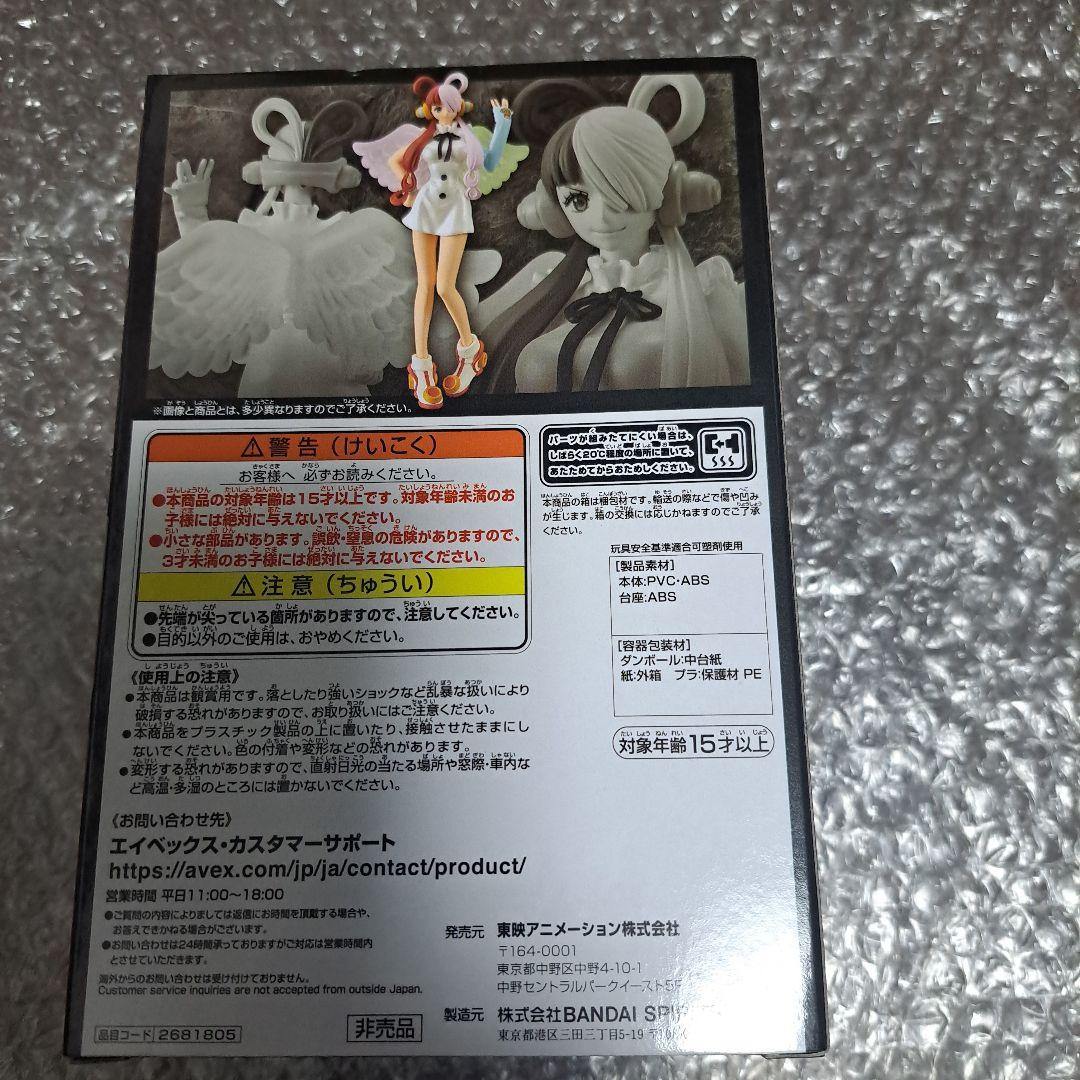 ※画像と商品とは、多少異なりますのでご了承ください。
⚠警告(けいこく)
お客様へ 必ずお読みください。
●本商品の対象年齢は15才以上です。対象年齢未満のお
子様には絶対に与えないでください。
●小さな部品があります。誤飲・窒息の危険がありますので、
3才未満のお子様には絶対に与えないでください。
⚠注意(ちゅうい)
●先端が尖っている箇所がありますので、注意してください。
●目的以外のご使用は、おやめください。
《使用上の注意》
●本商品は観賞用です。落としたり強いショックなど乱暴な扱いにより
破損する恐れがありますので、お取り扱いにはご注意ください。
●本商品をプラスチック製品の上に置いたり、接触させたままに
しないでください。色の付着や変形などの恐れがあります。
●変形する恐れがありますので、直射日光の当たる場所や窓際・車内な
ど高温・多湿のところには置かないでください。
《お問い合わせ先》
エイベックス・カスタマーサポート
https://avex.com/jp/ja/contact/product/
営業時間 平日11:00〜18:00
●ご質問の内容によりましては返信にお時間を頂戴する場合や、
お答えできかねる場合がございます。
●お問い合わせは24時間承っておりますがご対応は営業時間内
とさせていただきます。
海外からのお問い合わせは受け付けておりません。
Customer service inquiries are not accepted from outside Japan.
品目コード 2681805
非売品
パーツが組みたてにくい場合は、
しばらく20℃程度の場所に置いて、
あたためてからおためしください。
本商品の箱は梱包材です。輸送の際などで傷や凹み
が生じます。箱の交換には応じかねますのでご了承
ください。
玩具安全基準適合可塑剤使用
[製品素材]
本体:PVC・ABS
台座:ABS
[容器包装材]
ダンボール:中台紙
紙:外箱 プラ:保護材 PE
対象年齢15才以上
発売元 東映アニメーション株式会社
〒164-0001
東京都中野区中野4-10-1
中野セントラルパークイースト5F
製造元 株式会社BANDAI
東京都港区三田三丁目5-19